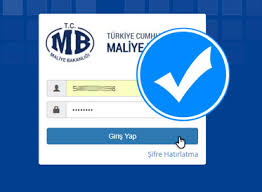 T.C.
MB
MALİYE BAKANLIĞI
TÜRKİYE CUMHU
MALİYE
Giriş Yap
Şifre Hatırlatma